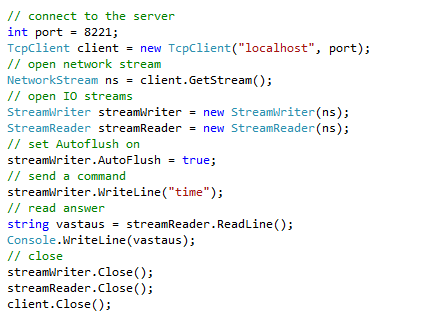 // connect to the server
int port = 8221;
TcpClient client = new TcpClient("localhost", port);
// open network stream
NetworkStream ns = client.GetStream();
// open IO streams
StreamWriter streamWriter = new StreamWriter(ns);
StreamReader streamReader = new StreamReader(ns);
// set Autoflush on
streamWriter.AutoFlush = true;
// send a command
streamWriter.WriteLine("time");
// read answer
string vastaus = streamReader.ReadLine();
Console.WriteLine(vastaus);
// close
streamWriter.Close();
streamReader.Close();
client.Close();